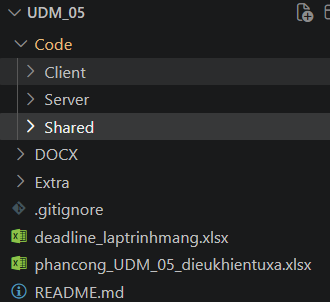 UDM_05
Code
Client
Server
Shared
DOCX
Extra
.gitignore
deadline_laptrinhmang.xlsx
phancong_UDM_05_dieukhientuxa.xlsx
README.md